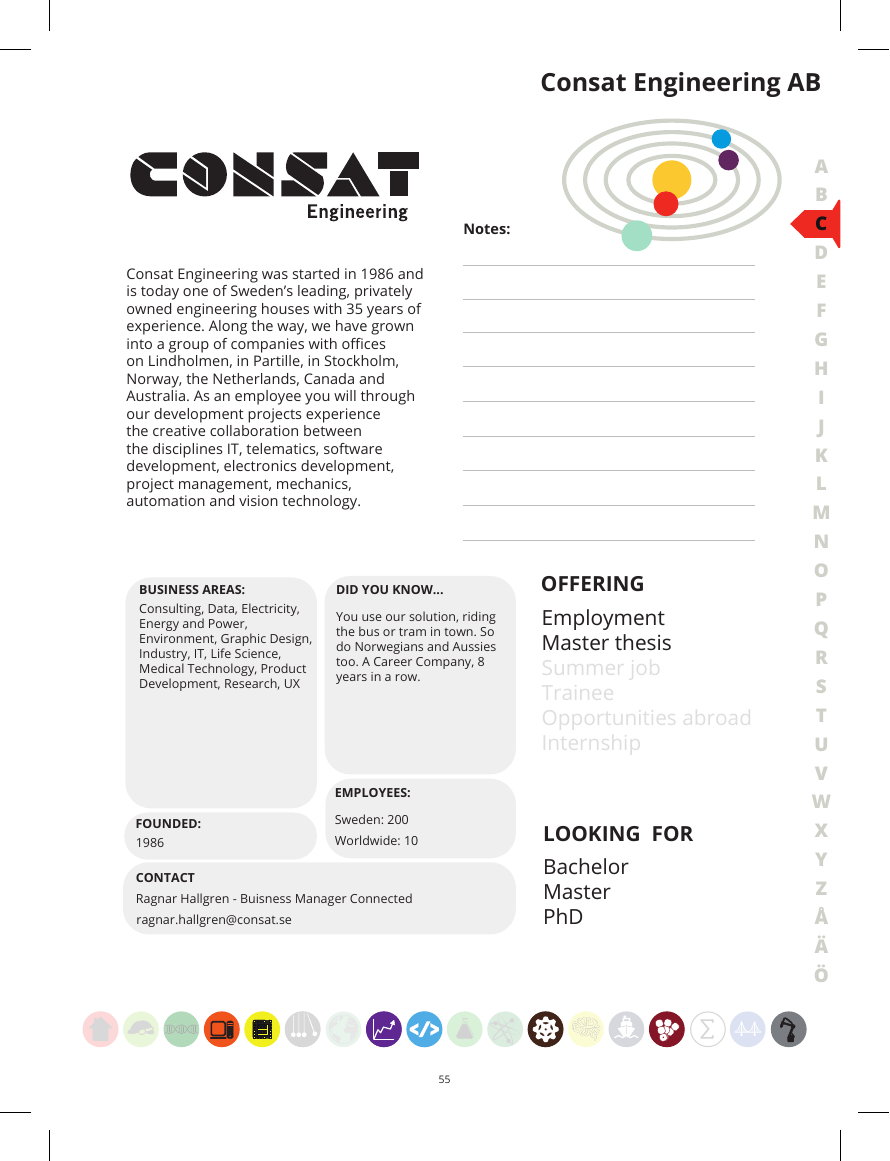 Consat Engineering AB
CONSAT
Engineering
Notes:
Consat Engineering was started in 1986 and
is today one of Sweden’s leading, privately
owned engineering houses with 35 years of
experience. Along the way, we have grown
into a group of companies with offices
on Lindholmen, in Partille, in Stockholm,
Norway, the Netherlands, Canada and
Australia. As an employee you will through
our development projects experience
the creative collaboration between
the disciplines IT, telematics, software
development, electronics development,
project management, mechanics,
automation and vision technology.
BUSINESS AREAS:
Consulting, Data, Electricity,
Energy and Power,
Environment, Graphic Design,
Industry, IT, Life Science,
Medical Technology, Product
Development, Research, UX
DID YOU KNOW...
You use our solution, riding
the bus or tram in town. So
do Norwegians and Aussies
too. A Career Company, 8
years in a row.
FOUNDED:
1986
EMPLOYEES:
Sweden: 200
Worldwide: 10
CONTACT
Ragnar Hallgren - Buisness Manager Connected
ragnar.hallgren@consat.se
OFFERING
Employment
Master thesis
Summer job
Trainee
Opportunities abroad
Internship
LOOKING FOR
Bachelor
Master
PhD
A
B
C
D
E
F
G
H
I
J
K
L
M
N
O
P
Q
R
S
T
U
V
W
X
Y
Z
Å
Ä
Ö
</>
Σ
55